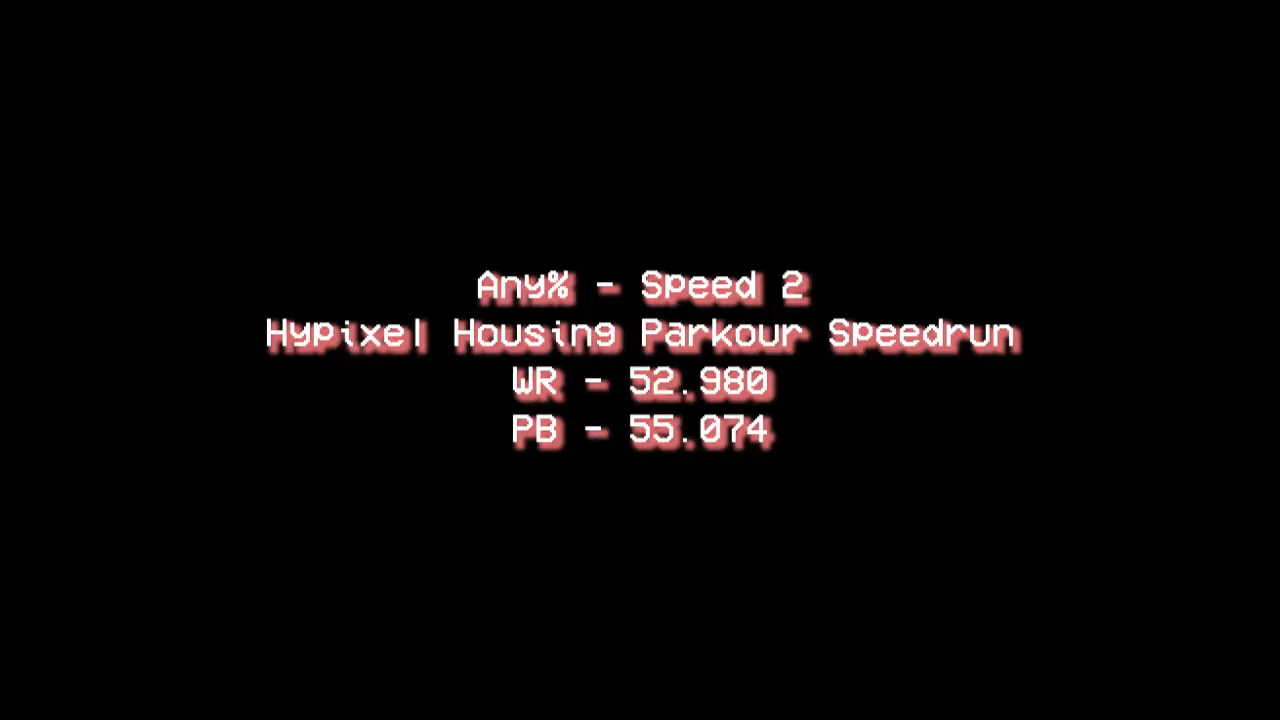 Any% - Speed 2
Hypixel Housing Parkour Speedrun
WR - 52.980
PB - 55.074